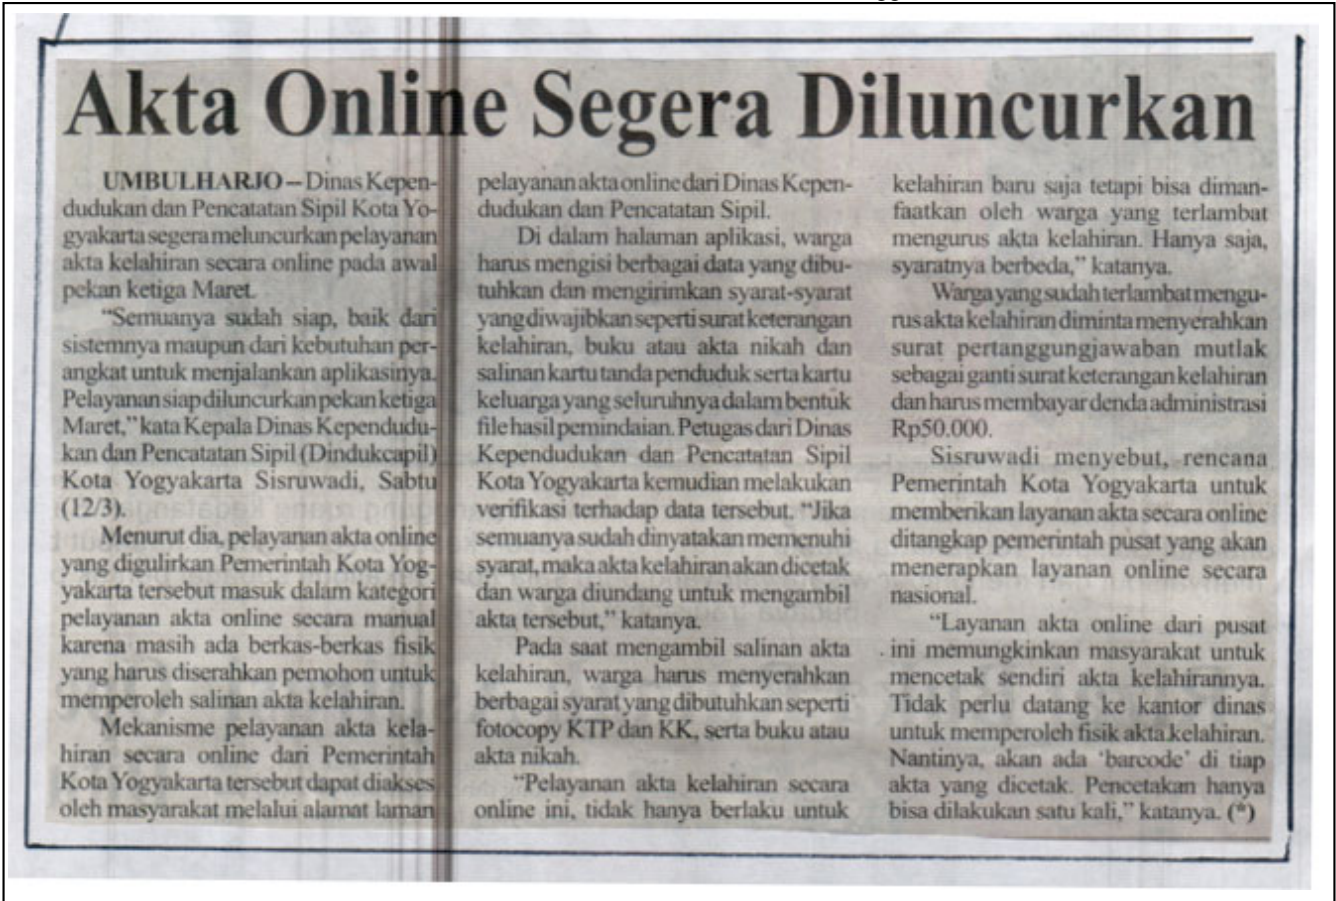 Akta Online Segera Diluncurkan
UMBULHARJO – Dinas Kepen-
dudukan dan Pencatatan Sipil Kota Yo-
gyakarta segera meluncurkan pelayanan
akta kelahiran secara online pada awal
pekan ketiga Maret.
“Semuanya sudah siap, baik dari
sistemnya maupun dari kebutuhan per-
angkat untuk menjalankan aplikasinya.
Pelayanan siap diluncurkan pekan ketiga
Maret,” kata Kepala Dinas Kependudu-
kan dan Pencatatan Sipil (Dindukcapil)
Kota Yogyakarta Sisruwadi, Sabtu
(12/3).
Menurut dia, pelayanan akta online
yang digulirkan Pemerintah Kota Yog-
yakarta tersebut masuk dalam kategori
pelayanan akta online secara manual
karena masih ada berkas-berkas fisik
yang harus diserahkan pemohon untuk
memperoleh salinan akta kelahiran.
Mekanisme pelayanan akta kela-
hiran secara online dari Pemerintah
Kota Yogyakarta tersebut dapat diakses
oleh masyarakat melalui alamat laman
pelayanan akta online dari Dinas Kepen-
dudukan dan Pencatatan Sipil.
Di dalam halaman aplikasi, warga
harus mengisi berbagai data yang dibu-
tuhkan dan mengirimkan syarat-syarat
yang diwajibkan seperti surat keterangan
kelahiran, buku atau akta nikah dan
salinan kartu tanda penduduk serta kartu
keluarga yang seluruhnya dalam bentuk
file hasil pemindaian. Petugas dari Dinas
Kependudukan dan Pencatatan Sipil
Kota Yogyakarta kemudian melakukan
verifikasi terhadap data tersebut. “Jika
semuanya sudah dinyatakan memenuhi
syarat, maka akta kelahiran akan dicetak
dan warga diundang untuk mengambil
akta tersebut,” katanya.
Pada saat mengambil salinan akta
kelahiran, warga harus menyerahkan
berbagai syarat yang dibutuhkan seperti
fotocopy KTP dan KK, serta buku atau
akta nikah.
“Pelayanan akta kelahiran secara
online ini, tidak hanya berlaku untuk
kelahiran baru saja tetapi bisa diman-
faatkan oleh warga yang terlambat
mengurus akta kelahiran. Hanya saja,
syaratnya berbeda,” katanya.
Warga yang sudah terlambat mengu-
rus akta kelahiran diminta menyerahkan
surat pertanggungjawaban mutlak
sebagai ganti surat keterangan kelahiran
dan harus membayar denda administrasi
Rp50.000.
Sisruwadi menyebut, rencana
Pemerintah Kota Yogyakarta untuk
memberikan layanan akta secara online
ditangkap pemerintah pusat yang akan
menerapkan layanan online secara
nasional.
“Layanan akta online dari pusat
ini memungkinkan masyarakat untuk
mencetak sendiri akta kelahirannya.
Tidak perlu datang ke kantor dinas
untuk memperoleh fisik akta kelahiran.
Nantinya, akan ada ‘barcode’ di tiap
akta yang dicetak. Pencetakan hanya
bisa dilakukan satu kali,” katanya. (*)